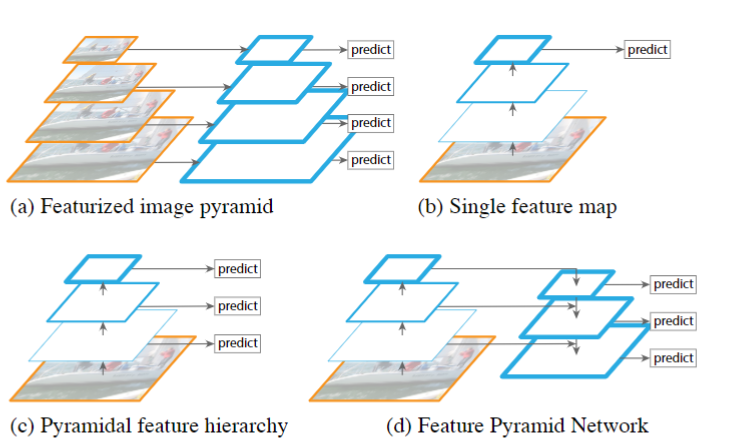 predict
predict
predict
predict
predict
(a) Featurized image pyramid
(b) Single feature map
predict
predict
predict
predict
predict
predict
(c) Pyramidal feature hierarchy
(d) Feature Pyramid Network